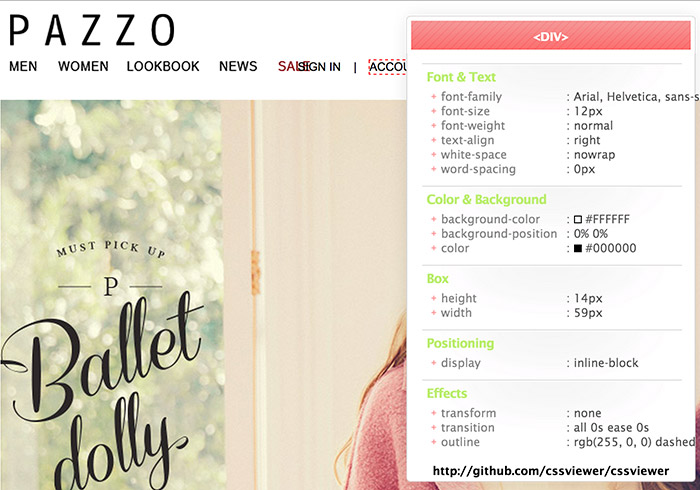 PAZZO
MEN WOMEN LOOKBOOK NEWS SALE SIGN IN | ACCOU
MUST PICK UP
P
Ballet
dolly.
<DIV>
Font & Text
+ font-family : Arial, Helvetica, sans-s
+ font-size : 12px
+ font-weight : normal
+ text-align : right
+ white-space : nowrap
+ word-spacing : 0px
Color & Background
+ background-color : #FFFFFF
+ background-position : 0% 0%
+ color : #000000
Box
+ height : 14px
+ width : 59px
Positioning
+ display : inline-block
Effects
+ transform : none
+ transition : all 0s ease 0s
+ outline : rgb(255, 0, 0) dashed
http://github.com/cssviewer/cssviewer